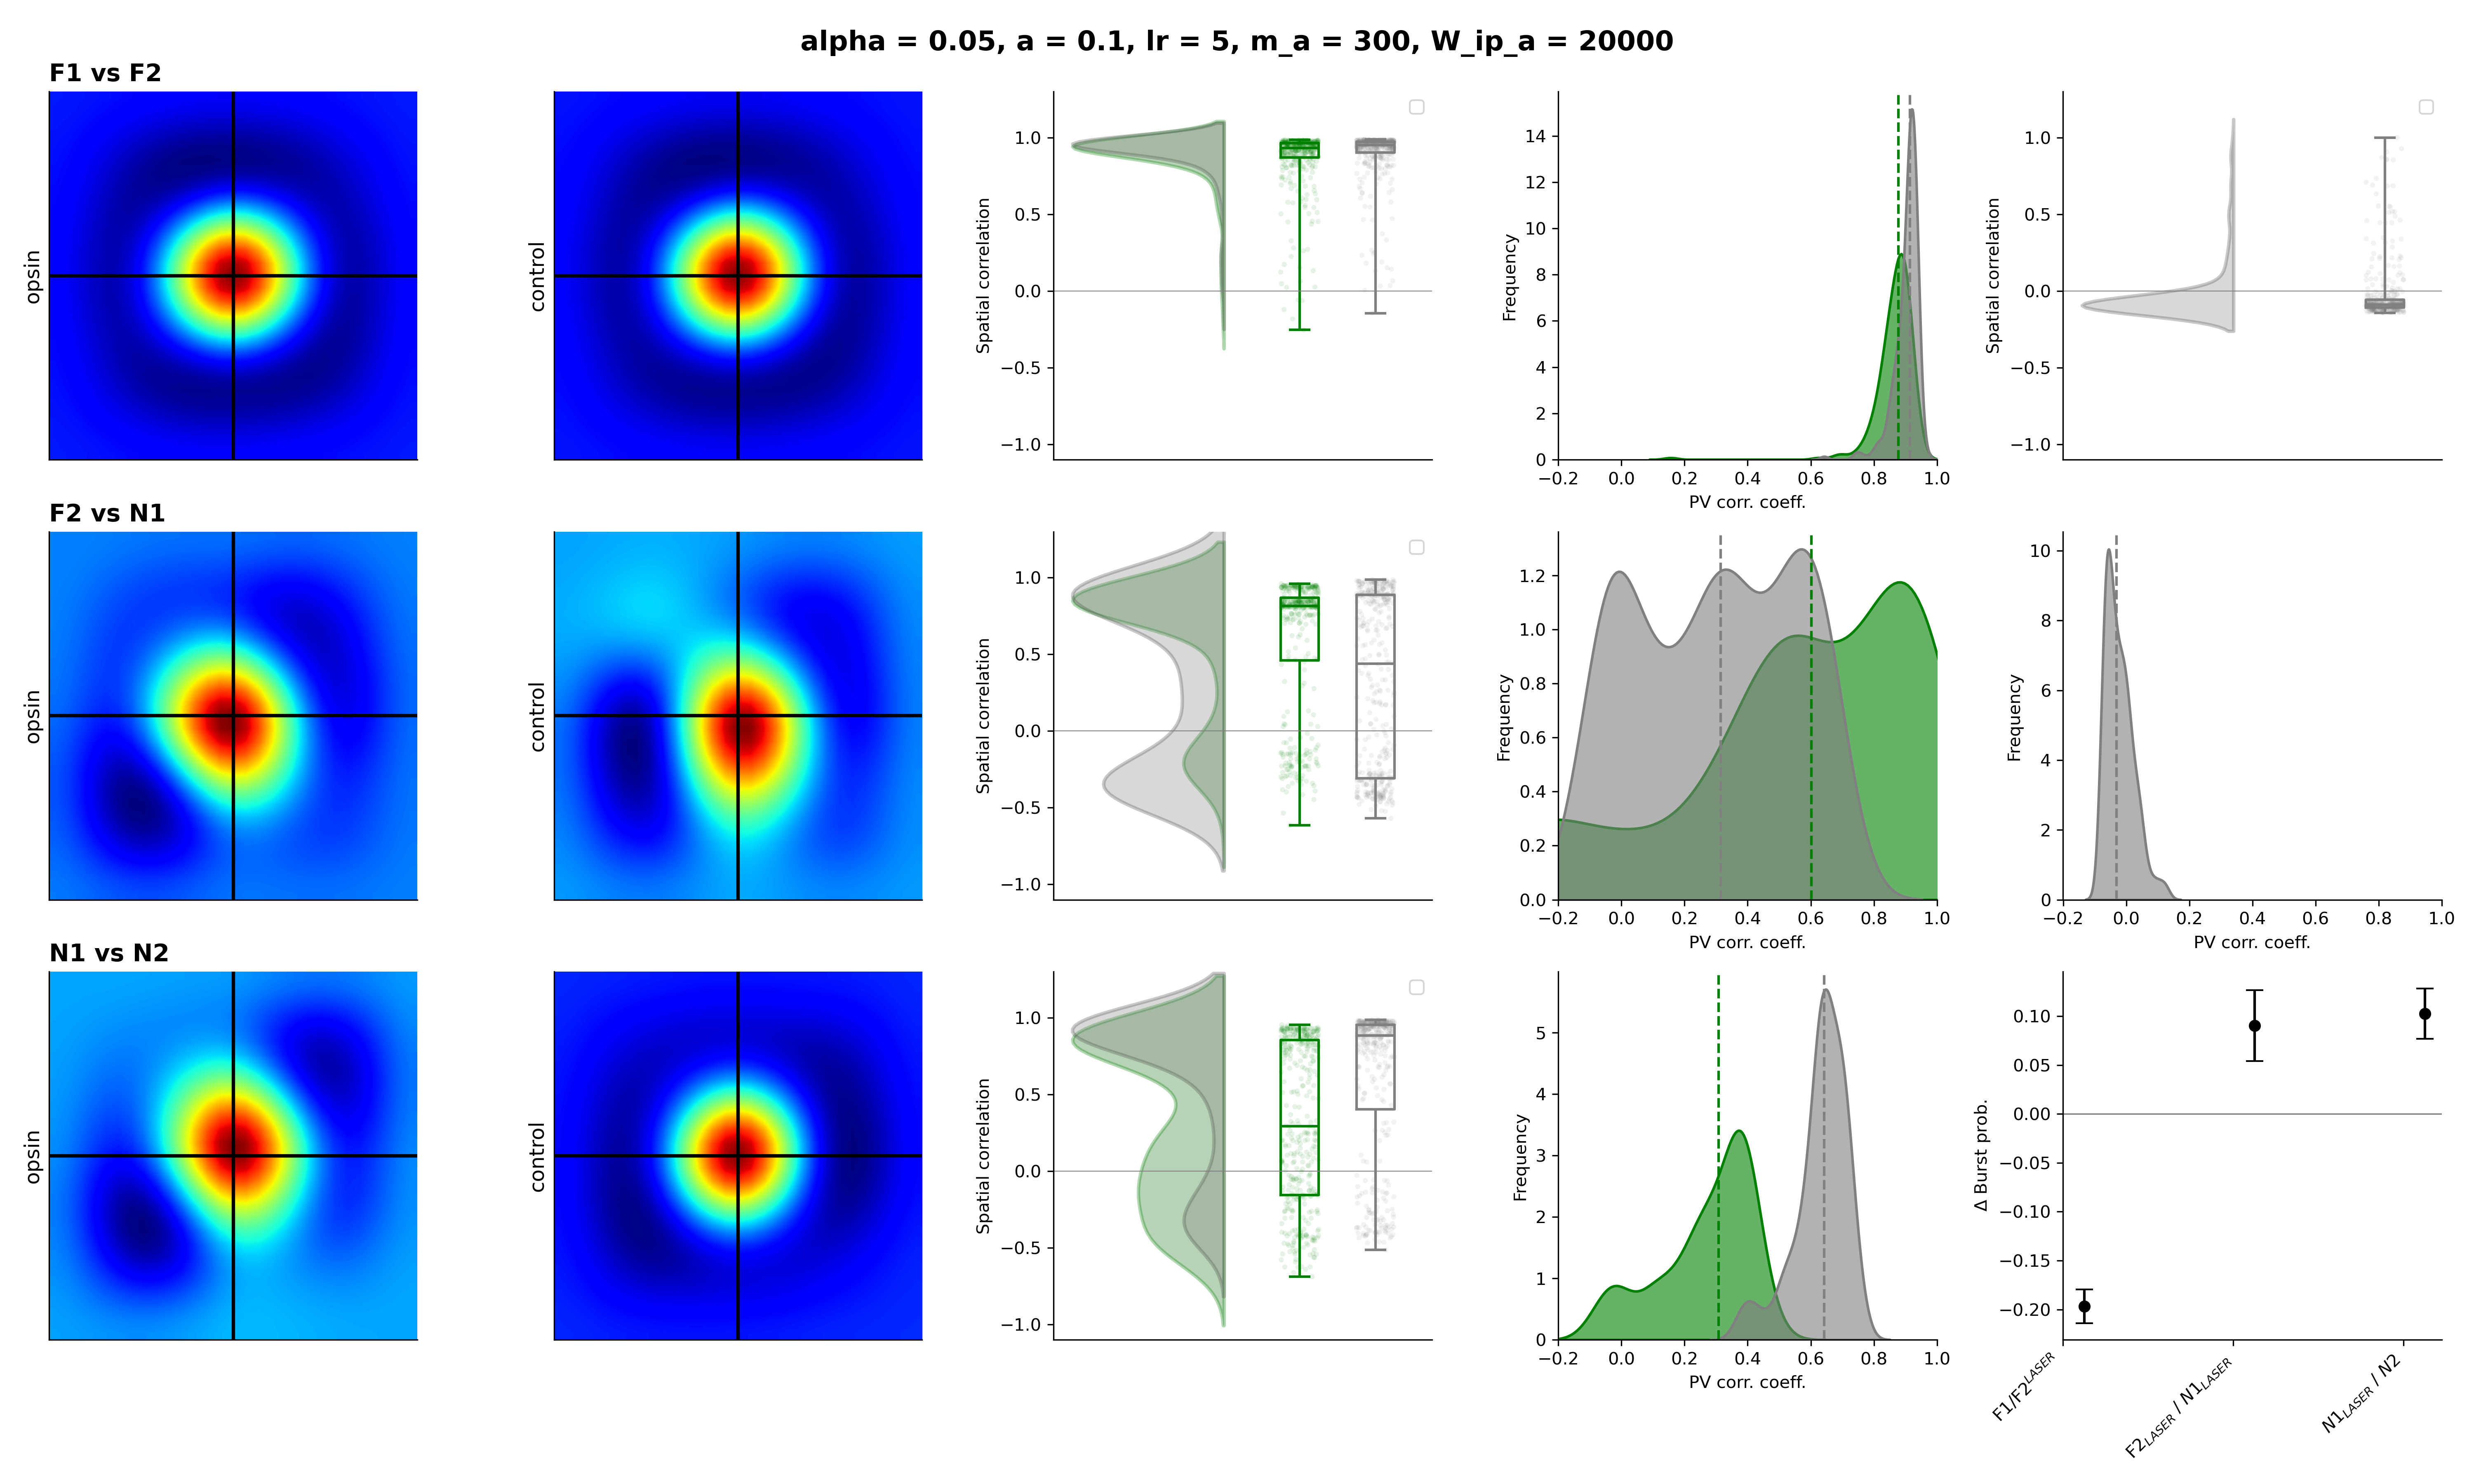 alpha = 0.05, a = 0.1, lr = 5, m_a = 300, W_ip_a = 20000
F1 vs F2
opsin
control
Spatial correlation
1.0
0.5
0.0
−0.5
−1.0
Frequency
14
12
10
8
6
4
2
0
−0.2 0.0 0.2 0.4 0.6 0.8 1.0
PV corr. coeff.
Spatial correlation
1.0
0.5
0.0
−0.5
−1.0
F2 vs N1
opsin
control
Spatial correlation
1.0
0.5
0.0
−0.5
−1.0
Frequency
1.2
1.0
0.8
0.6
0.4
0.2
0.0
−0.2 0.0 0.2 0.4 0.6 0.8 1.0
PV corr. coeff.
Frequency
10
8
6
4
2
0
−0.2 0.0 0.2 0.4 0.6 0.8 1.0
PV corr. coeff.
N1 vs N2
opsin
control
Spatial correlation
1.0
0.5
0.0
−0.5
−1.0
Frequency
5
4
3
2
1
0
−0.2 0.0 0.2 0.4 0.6 0.8 1.0
PV corr. coeff.
Δ Burst prob.
0.10
0.05
0.00
−0.05
−0.10
−0.15
−0.20
F1/F2^LASER
F2_LASER / N1_LASER
N1_LASER / N2